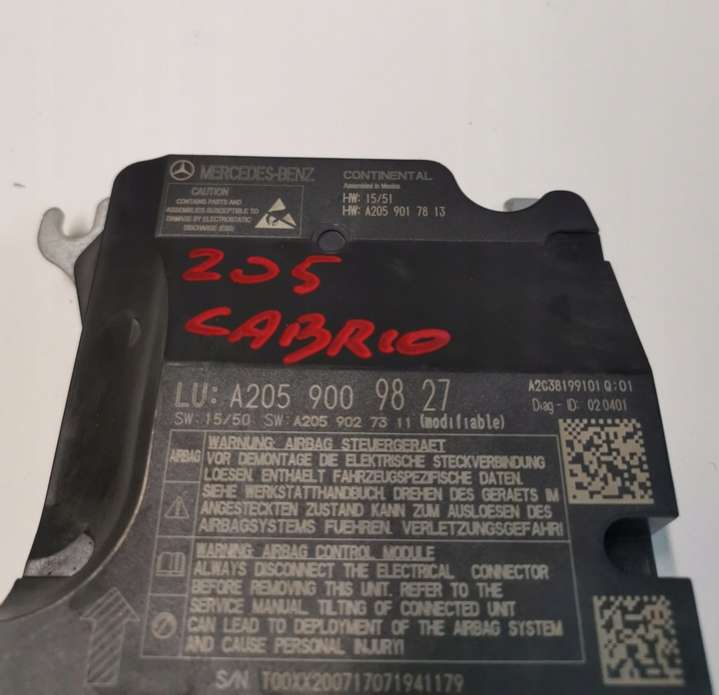 MERCEDES-BENZ
CONTINENTAL
Assembled in Mexico
HW: 15/51
HW: A205 901 78 13
CAUTION
CONTAINS PARTS AND
ASSEMBLIES SUSCEPTIBLE TO
DAMAGE BY ELECTROSTATIC
DISCHARGE (ESD)
205
CABRIO
LU: A205 900 98 27
A2C38199101 Q:01
SW: 15/50 SW: A205 902 73 11 (modifiable)
Diag - ID: 020401
AIRBAG
WARNUNG: AIRBAG STEUERGERAET
VOR DEMONTAGE DIE ELEKTRISCHE STECKVERBINDUNG
LOESEN. ENTHAELT FAHRZEUGSPEZIFISCHE DATEN.
SIEHE WERKSTATTHANDBUCH. DREHEN DES GERAETS IM
ANGESTECKTEN ZUSTAND KANN ZUM AUSLOESEN DES
AIRBAGSYSTEMS FUEHREN. VERLETZUNGSGEFAHR!
WARNING: AIRBAG CONTROL MODULE
ALWAYS DISCONNECT THE ELECTRICAL CONNECTOR
BEFORE REMOVING THIS UNIT. REFER TO THE
SERVICE MANUAL. TILTING OF CONNECTED UNIT
CAN LEAD TO DEPLOYMENT OF THE AIRBAG SYSTEM
AND CAUSE PERSONAL INJURY!
S/N T00XX200717071941179